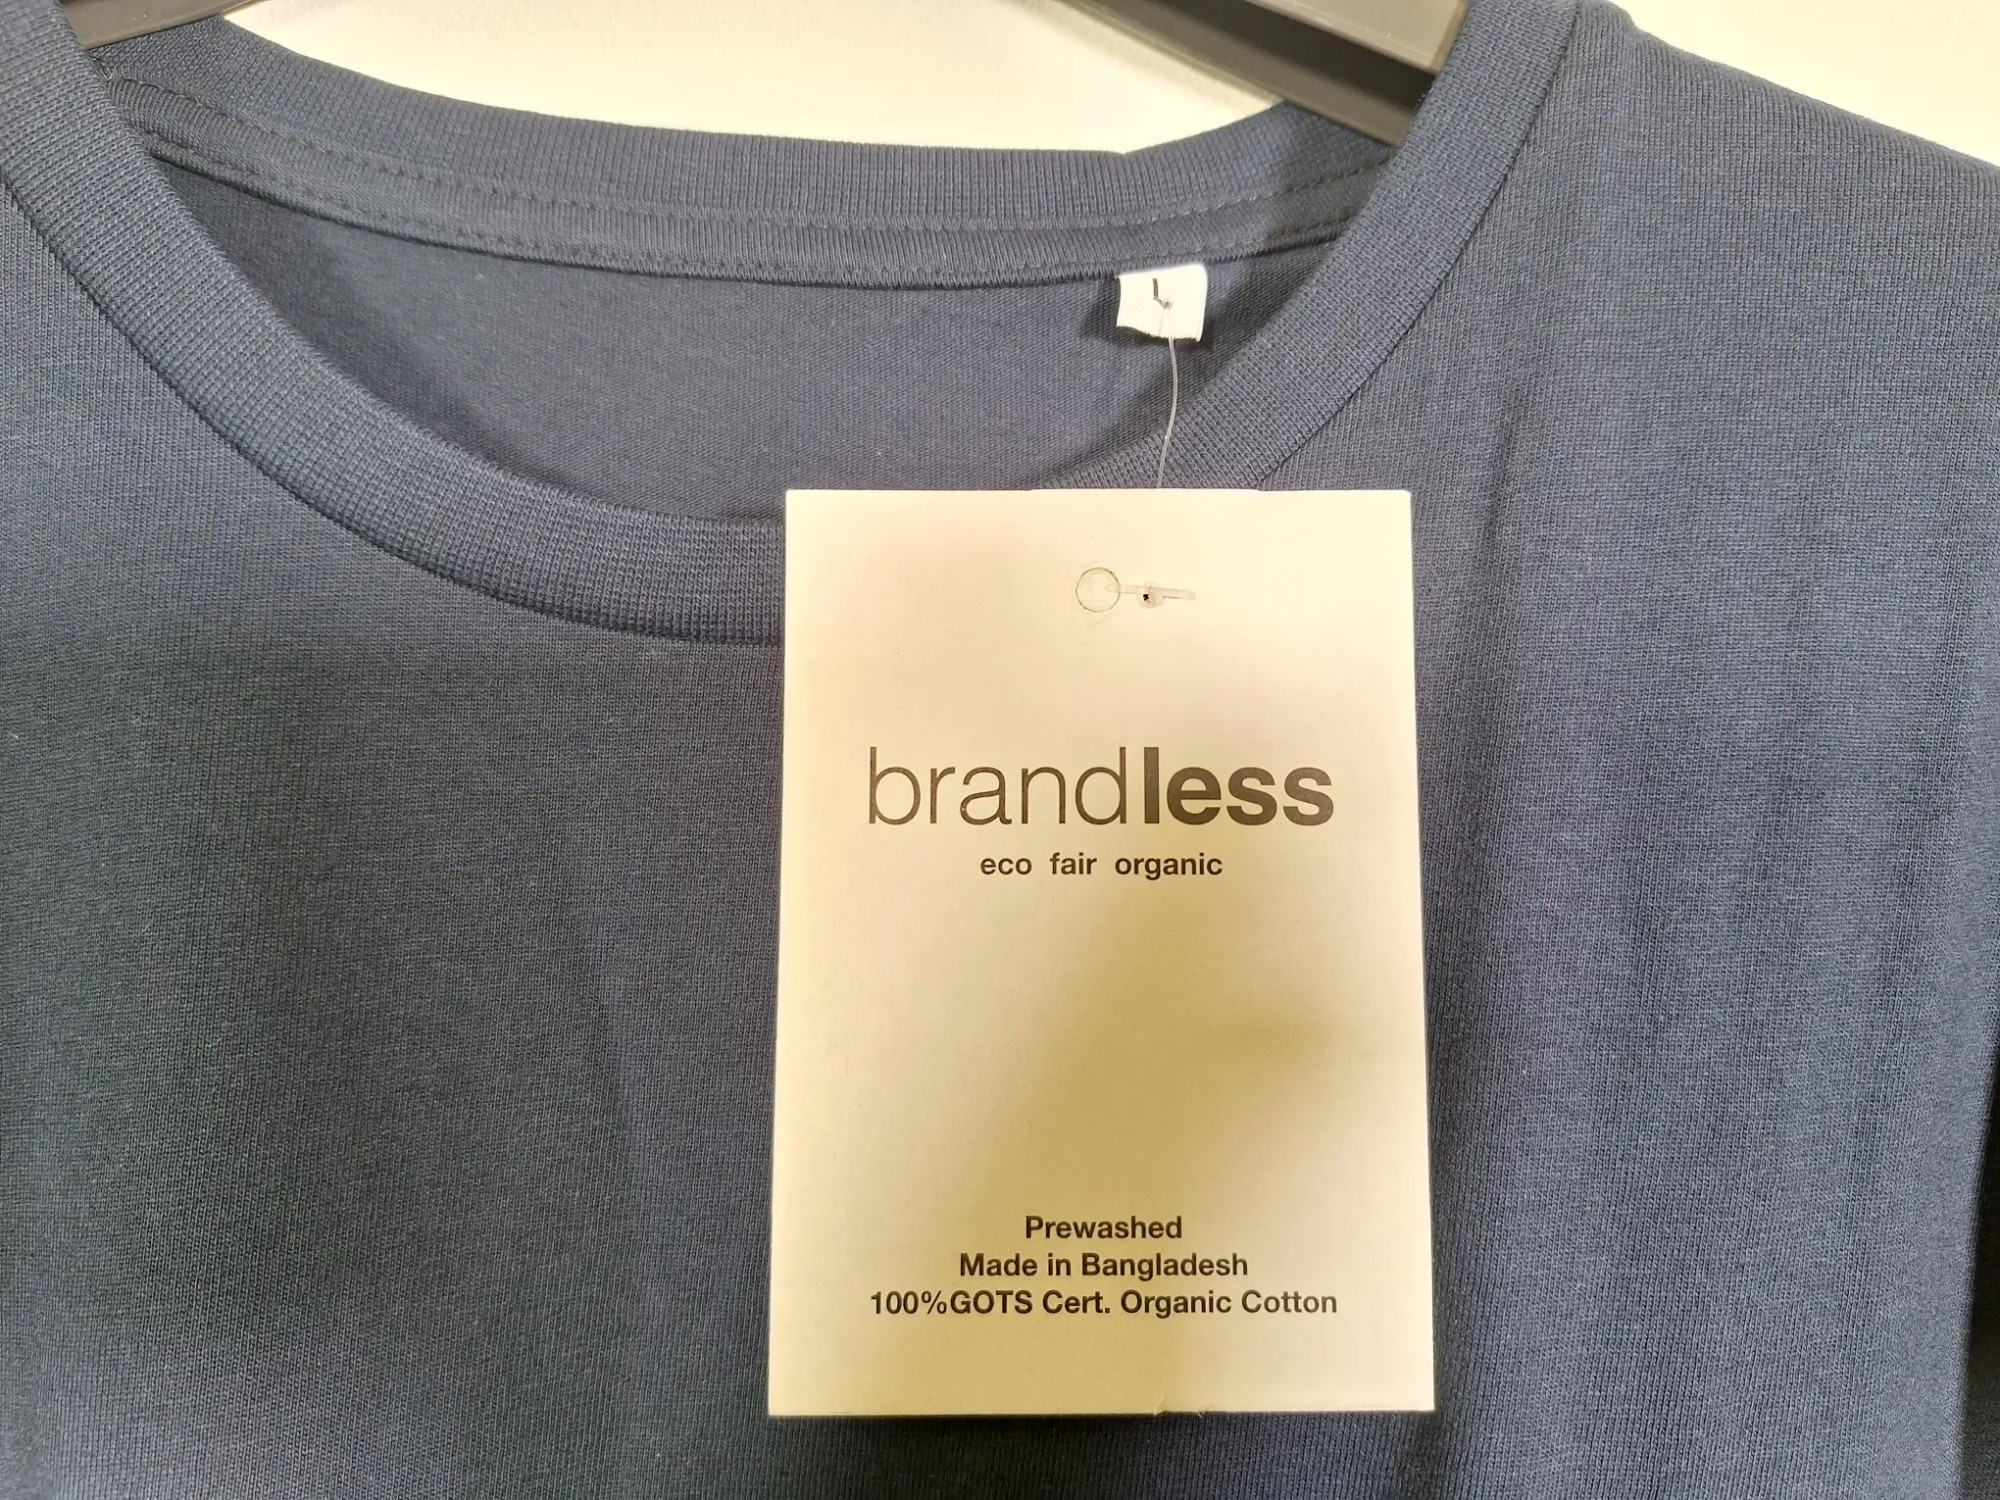 L
brandless
eco fair organic
Prewashed
Made in Bangladesh
100%GOTS Cert. Organic Cotton